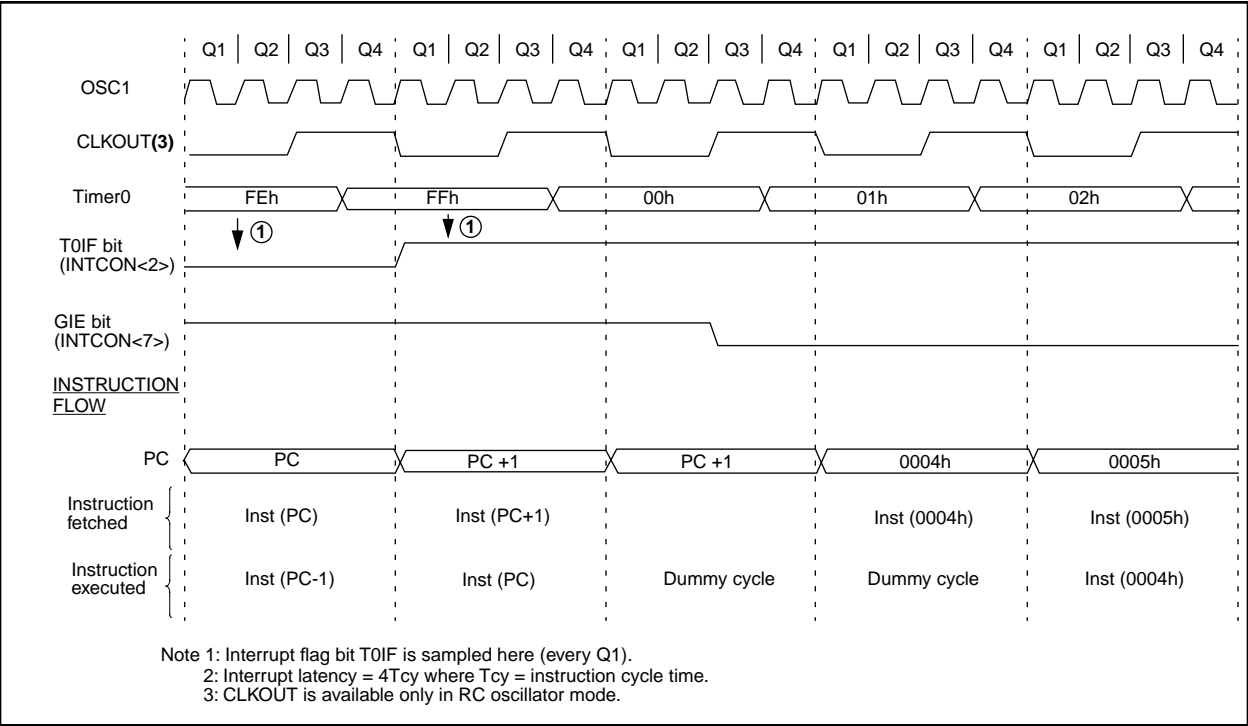 Q1 Q2 Q3 Q4 Q1 Q2 Q3 Q4 Q1 Q2 Q3 Q4 Q1 Q2 Q3 Q4 Q1 Q2 Q3 Q4
OSC1
CLKOUT(3)
Timer0 FEh FFh 00h 01h 02h
1 1
T0IF bit
(INTCON<2>)
GIE bit
(INTCON<7>)
INSTRUCTION
FLOW
PC PC PC +1 PC +1 0004h 0005h
Instruction
fetched
Inst (PC) Inst (PC+1) Inst (0004h) Inst (0005h)
Instruction
executed
Inst (PC-1) Inst (PC) Dummy cycle Dummy cycle Inst (0004h)
Note 1: Interrupt flag bit T0IF is sampled here (every Q1).
2: Interrupt latency = 4Tcy where Tcy = instruction cycle time.
3: CLKOUT is available only in RC oscillator mode.